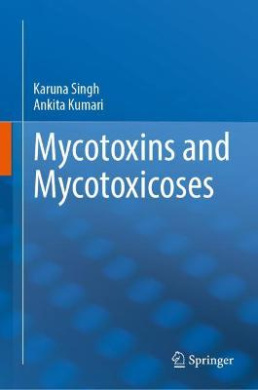 Karuna Singh
Ankita Kumari
Mycotoxins and
Mycotoxicoses
Springer